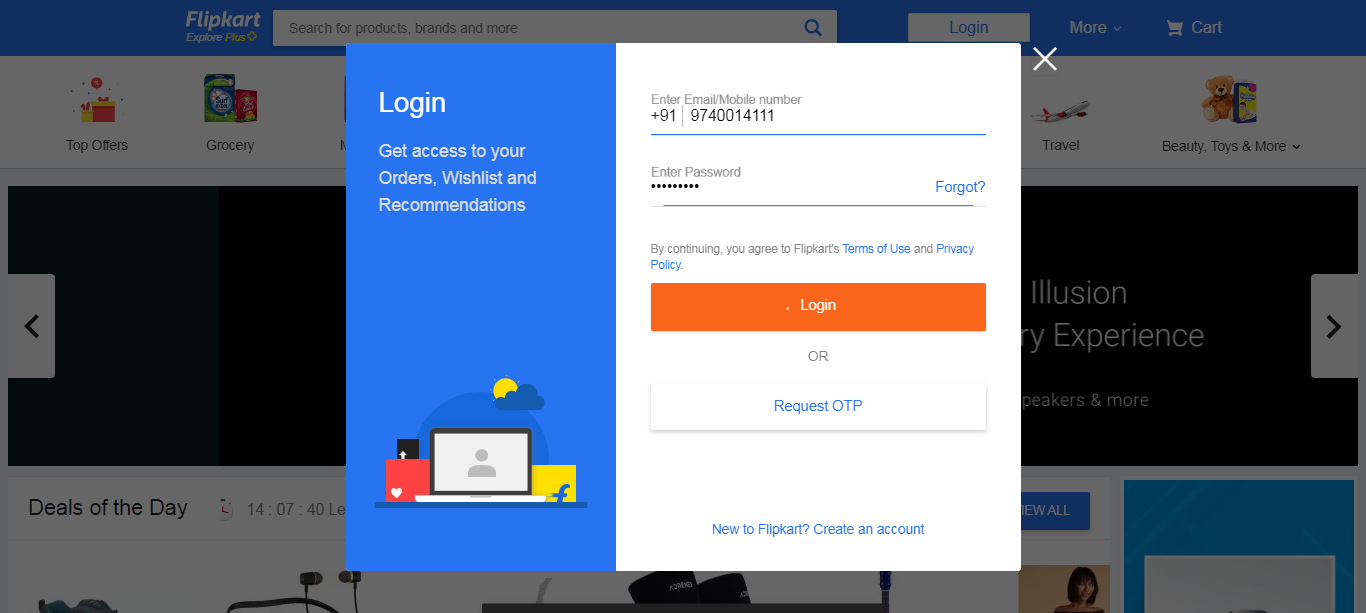 Flipkart
Explore Plus
Search for products, brands and more
Login
More
Cart
Top Offers
Grocery
M
Travel
Beauty, Toys & More
Login
Get access to your
Orders, Wishlist and
Recommendations
Enter Email/Mobile number
+91 9740014111
Enter Password
•••••••••
Forgot?
By continuing, you agree to Flipkart's Terms of Use and Privacy
Policy.
Login
OR
Request OTP
New to Flipkart? Create an account
Illusion
ry Experience
peakers & more
Deals of the Day
14 : 07 : 40 Le
IEW ALL